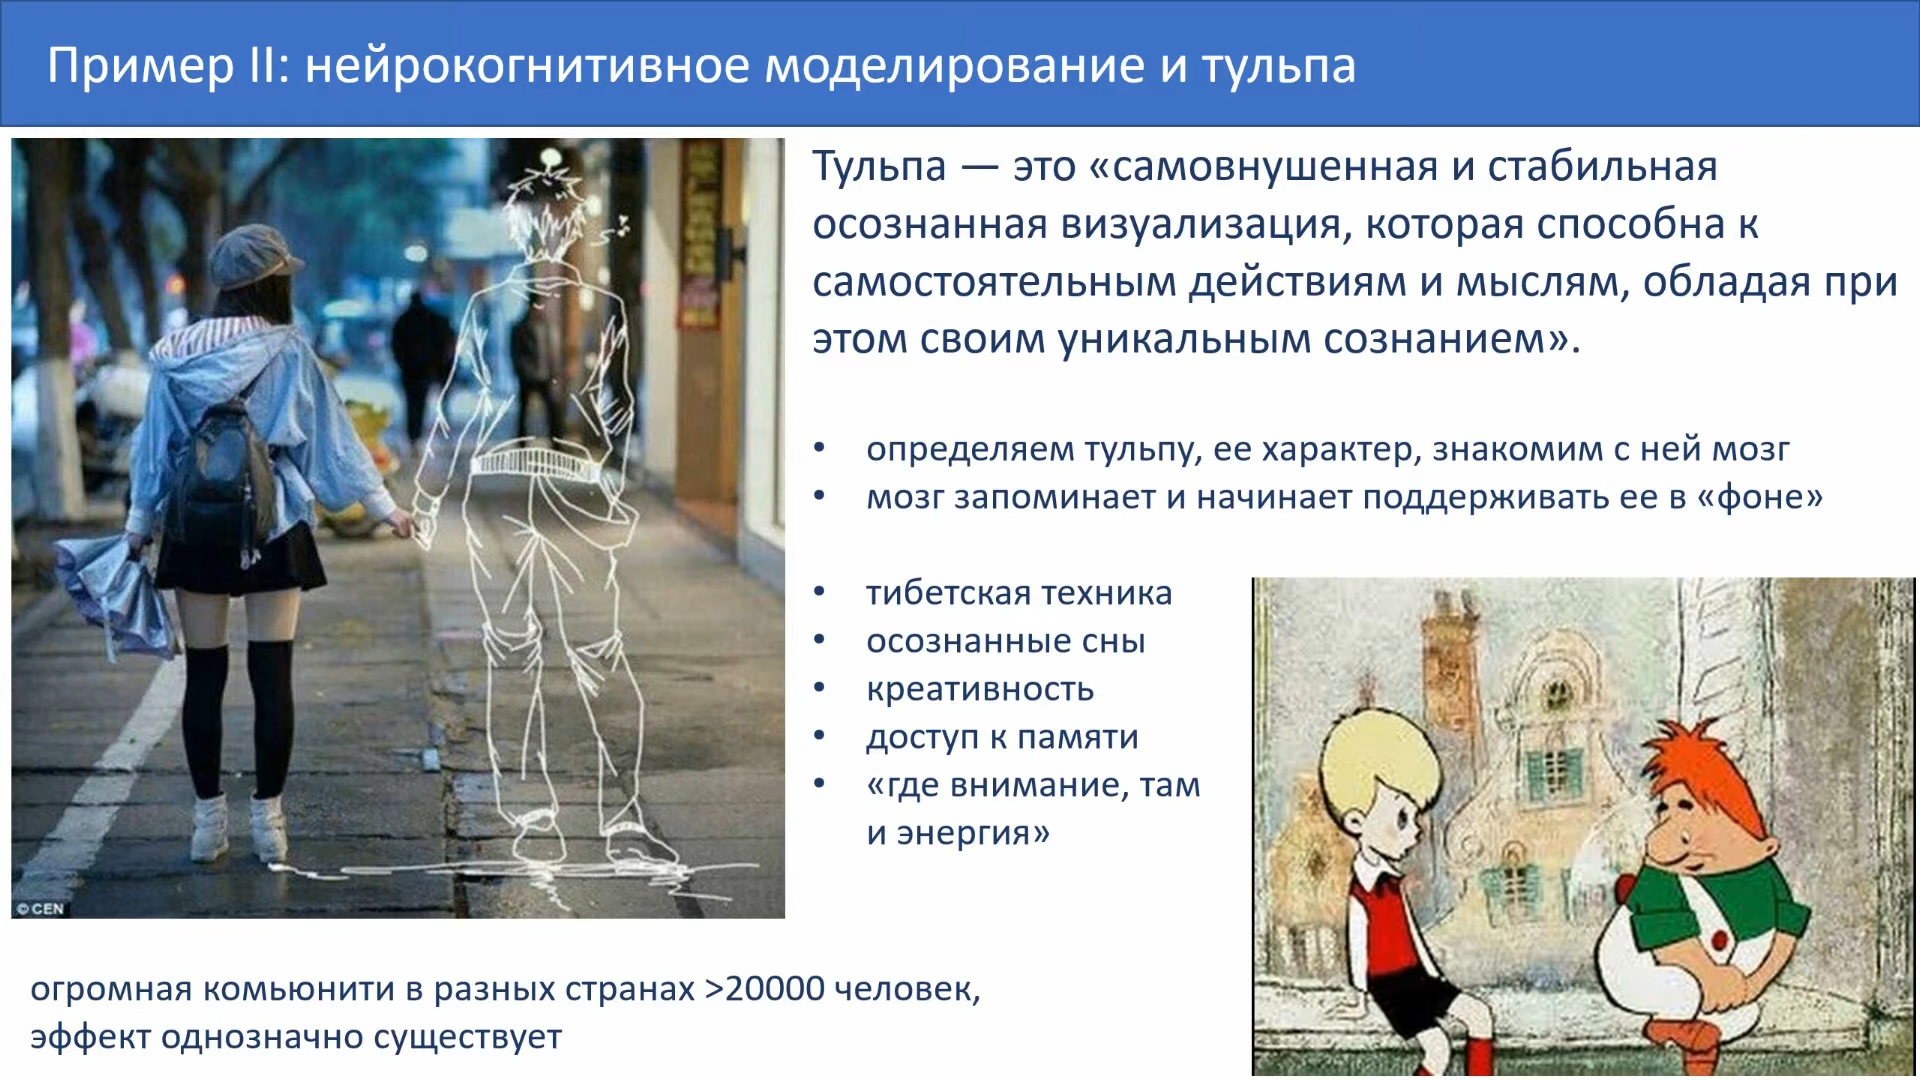 Пример II: нейрокогнитивное моделирование и тульпа
Тульпа — это «самовнушенная и стабильная
осознанная визуализация, которая способна к
самостоятельным действиям и мыслям, обладая при
этом своим уникальным сознанием».
• определяем тульпу, ее характер, знакомим с ней мозг
• мозг запоминает и начинает поддерживать ее в «фоне»
• тибетская техника
• осознанные сны
• креативность
• доступ к памяти
• «где внимание, там
и энергия»
© CEN
огромная комьюнити в разных странах >20000 человек,
эффект однозначно существует